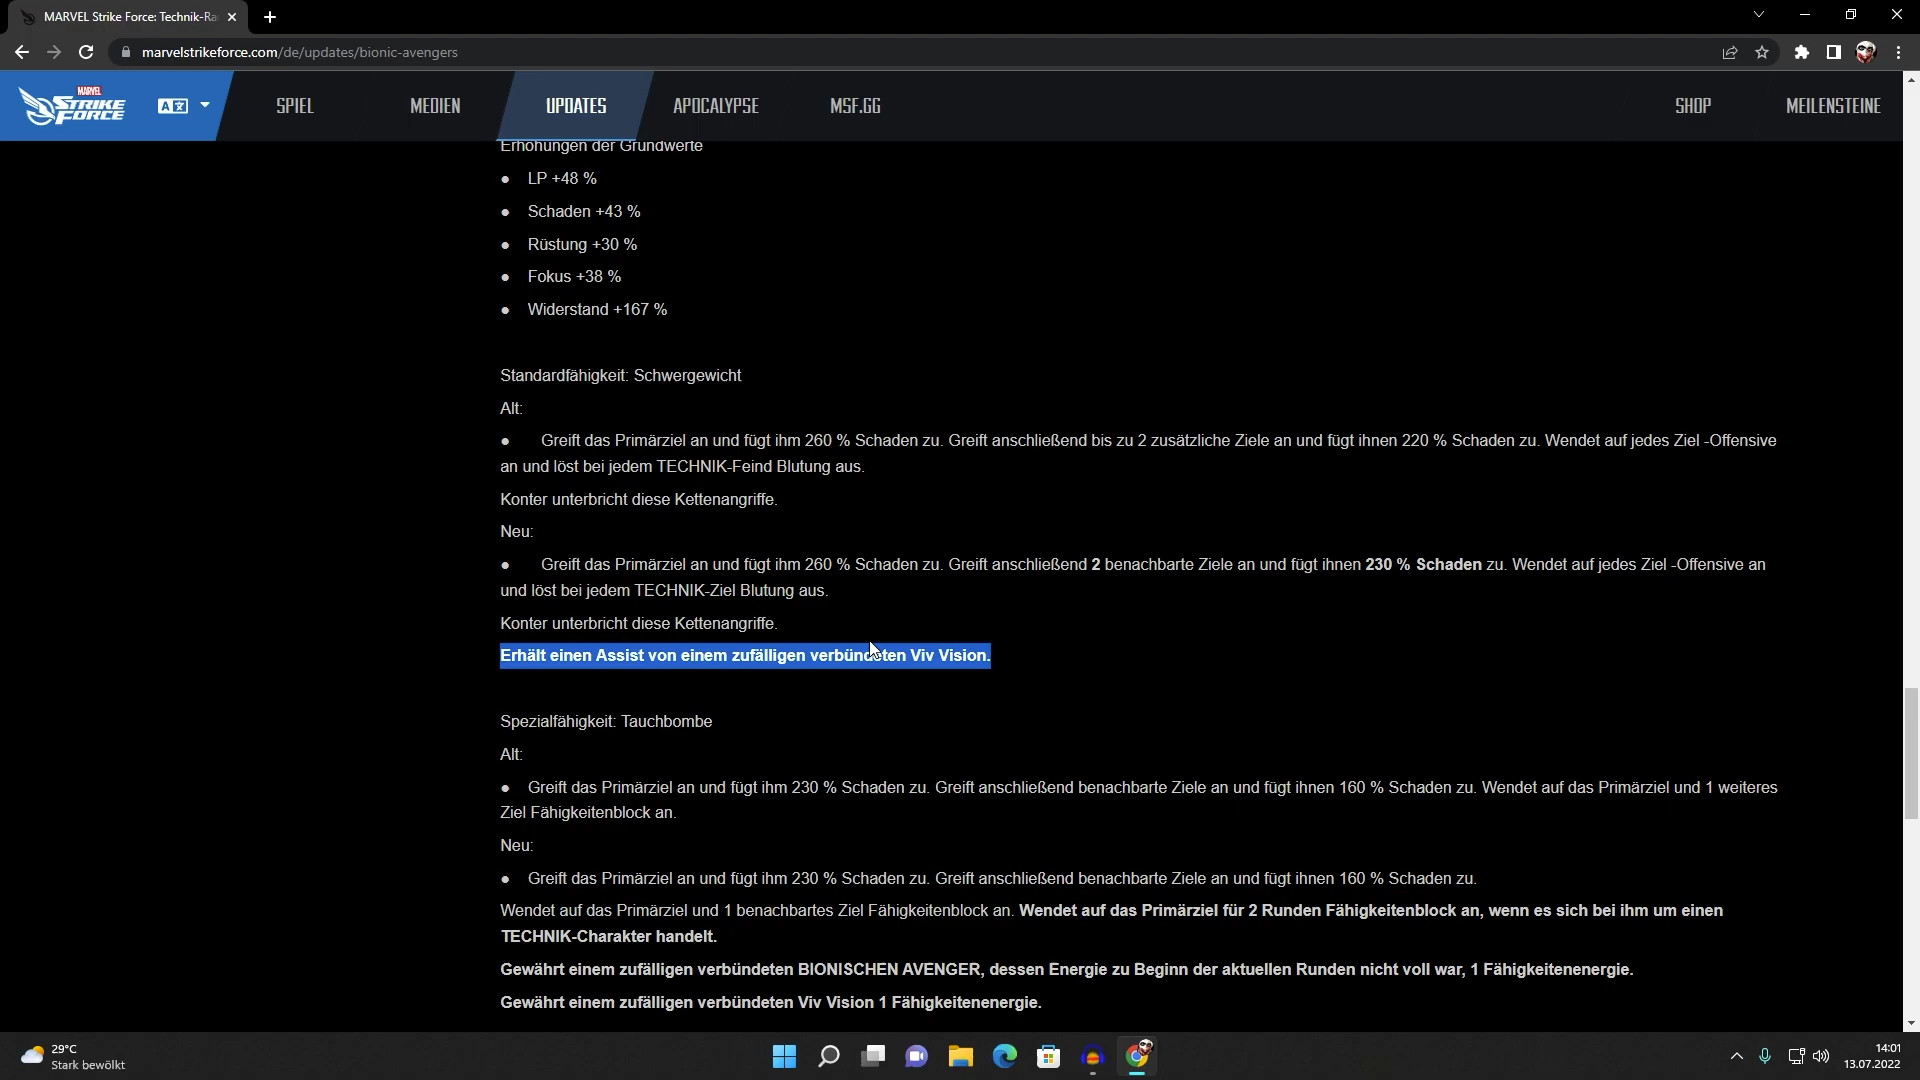 MARVEL Strike Force: Technik-Ra
marvelstrikeforce.com/de/updates/bionic-avengers
MARVEL
STRIKE
FORCE
SPIEL
MEDIEN
UPDATES
APOCALYPSE
MSF.GG
SHOP
MEILENSTEINE
Erhöhungen der Grundwerte
● LP +48 %
● Schaden +43 %
● Rüstung +30 %
● Fokus +38 %
● Widerstand +167 %
Standardfähigkeit: Schwergewicht
Alt:
● Greift das Primärziel an und fügt ihm 260 % Schaden zu. Greift anschließend bis zu 2 zusätzliche Ziele an und fügt ihnen 220 % Schaden zu. Wendet auf jedes Ziel -Offensive
an und löst bei jedem TECHNIK-Feind Blutung aus.
Konter unterbricht diese Kettenangriffe.
Neu:
● Greift das Primärziel an und fügt ihm 260 % Schaden zu. Greift anschließend 2 benachbarte Ziele an und fügt ihnen 230 % Schaden zu. Wendet auf jedes Ziel -Offensive an
und löst bei jedem TECHNIK-Ziel Blutung aus.
Konter unterbricht diese Kettenangriffe.
Erhält einen Assist von einem zufälligen verbündeten Viv Vision.
Spezialfähigkeit: Tauchbombe
Alt:
● Greift das Primärziel an und fügt ihm 230 % Schaden zu. Greift anschließend benachbarte Ziele an und fügt ihnen 160 % Schaden zu. Wendet auf das Primärziel und 1 weiteres
Ziel Fähigkeitenblock an.
Neu:
● Greift das Primärziel an und fügt ihm 230 % Schaden zu. Greift anschließend benachbarte Ziele an und fügt ihnen 160 % Schaden zu.
Wendet auf das Primärziel und 1 benachbartes Ziel Fähigkeitenblock an. Wendet auf das Primärziel für 2 Runden Fähigkeitenblock an, wenn es sich bei ihm um einen
TECHNIK-Charakter handelt.
Gewährt einem zufälligen verbündeten BIONISCHEN AVENGER, dessen Energie zu Beginn der aktuellen Runden nicht voll war, 1 Fähigkeitenenergie.
Gewährt einem zufälligen verbündeten Viv Vision 1 Fähigkeitenenergie.
29°C
Stark bewölkt
14:01
13.07.2022